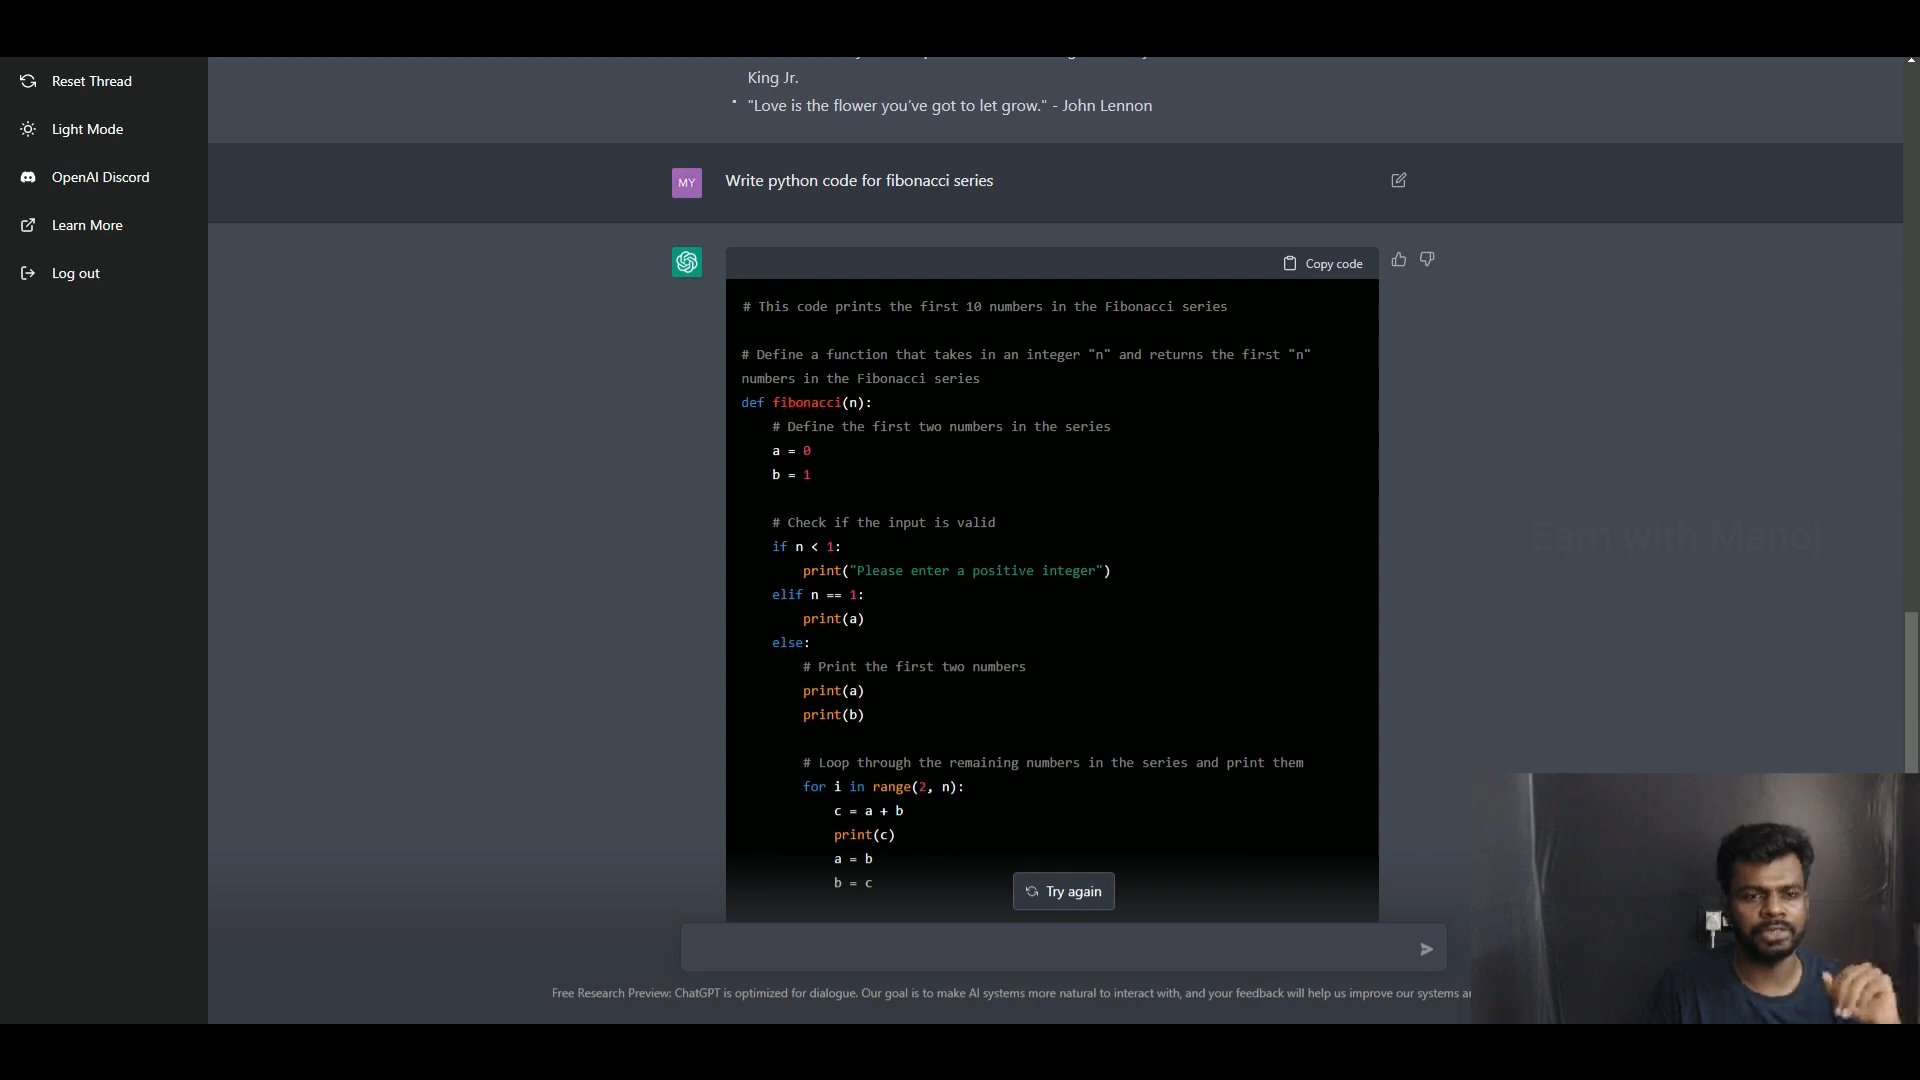 Reset Thread
Light Mode
OpenAI Discord
Learn More
Log out
King Jr.
"Love is the flower you've got to let grow." - John Lennon
MY
Write python code for fibonacci series
Copy code
# This code prints the first 10 numbers in the Fibonacci series
# Define a function that takes in an integer "n" and returns the first "n"
numbers in the Fibonacci series
def fibonacci(n):
    # Define the first two numbers in the series
    a = 0
    b = 1
    # Check if the input is valid
    if n < 1:
        print("Please enter a positive integer")
    elif n == 1:
        print(a)
    else:
        # Print the first two numbers
        print(a)
        print(b)
        # Loop through the remaining numbers in the series and print them
        for i in range(2, n):
            c = a + b
            print(c)
            a = b
            b = c
Try again
Free Research Preview: ChatGPT is optimized for dialogue. Our goal is to make AI systems more natural to interact with, and your feedback will help us improve our systems
Earn with Manoj